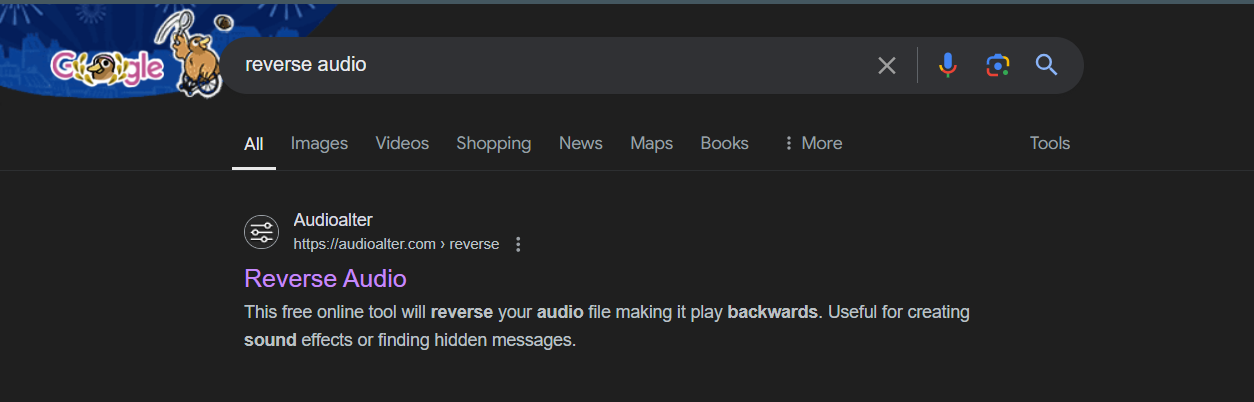 Google
reverse audio
All Images Videos Shopping News Maps Books More Tools
Audioalter
https://audioalter.com › reverse
Reverse Audio
This free online tool will reverse your audio file making it play backwards. Useful for creating
sound effects or finding hidden messages.